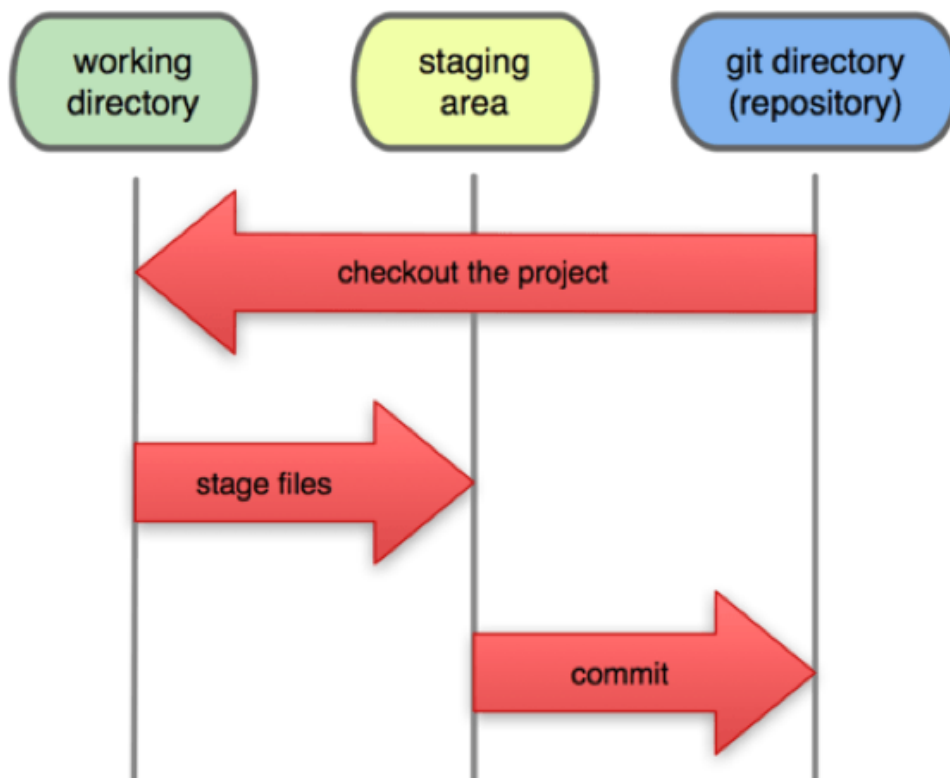 working
directory
staging
area
git directory
(repository)
checkout the project
stage files
commit